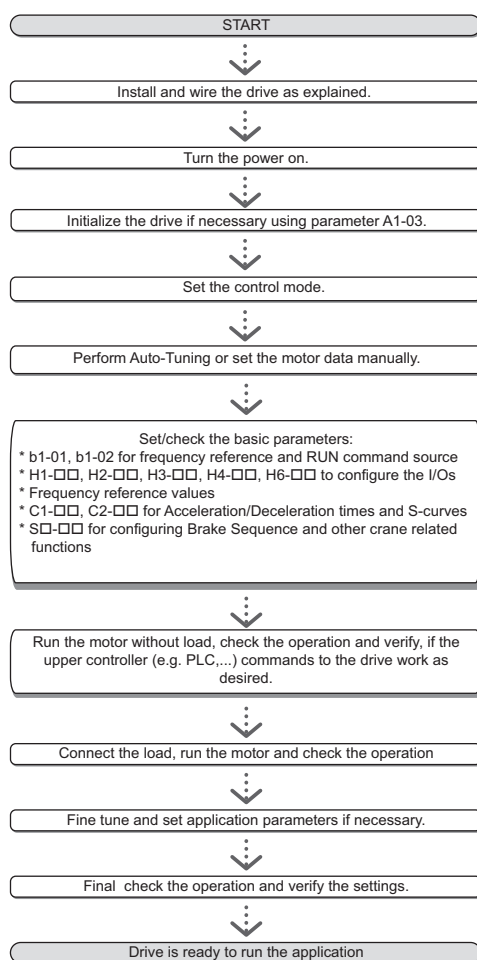 START
Install and wire the drive as explained.
Turn the power on.
Initialize the drive if necessary using parameter A1-03.
Set the control mode.
Perform Auto-Tuning or set the motor data manually.
Set/check the basic parameters:
* b1-01, b1-02 for frequency reference and RUN command source
* H1-□□, H2-□□, H3-□□, H4-□□, H6-□□ to configure the I/Os
* Frequency reference values
* C1-□□, C2-□□ for Acceleration/Deceleration times and S-curves
* S□-□□ for configuring Brake Sequence and other crane related
functions
Run the motor without load, check the operation and verify, if the
upper controller (e.g. PLC,...) commands to the drive work as
desired.
Connect the load, run the motor and check the operation
Fine tune and set application parameters if necessary.
Final check the operation and verify the settings.
Drive is ready to run the application